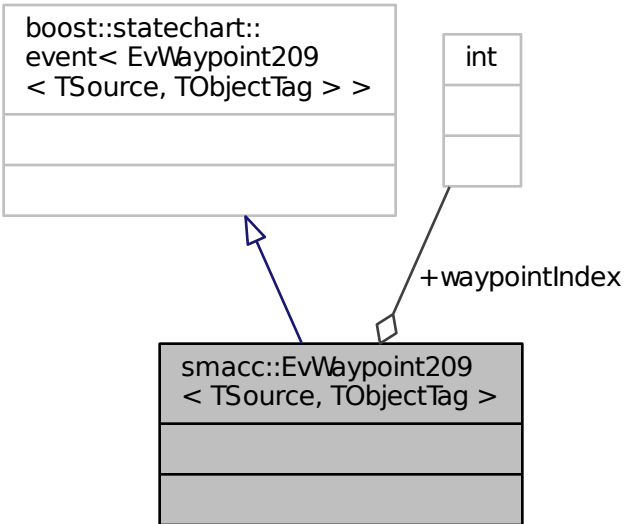 boost::statechart::
event< EvWaypoint209
< TSource, TObjectTag > >
int
+waypointIndex
smacc::EvWaypoint209
< TSource, TObjectTag >